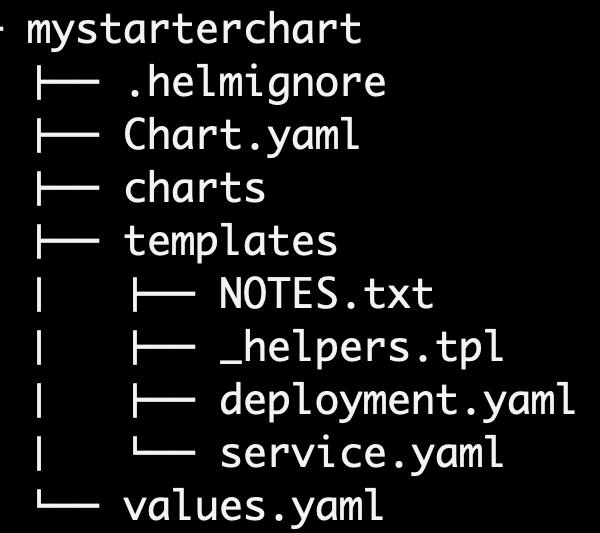 mystarterchart
├── .helmignore
├── Chart.yaml
├── charts
├── templates
│   ├── NOTES.txt
│   ├── _helpers.tpl
│   ├── deployment.yaml
│   └── service.yaml
└── values.yaml